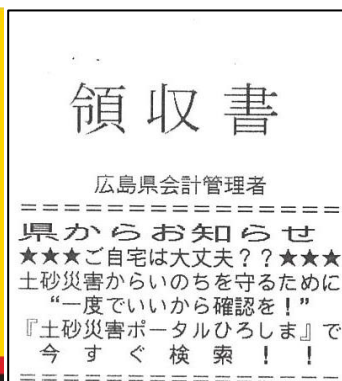 領収書
広島県会計管理者
================
県からお知らせ
★★★ご自宅は大丈夫??★★★
土砂災害からいのちを守るために
“一度でいいから確認を!”
『土砂災害ポータルひろしま』で
今すぐ検索!!
================